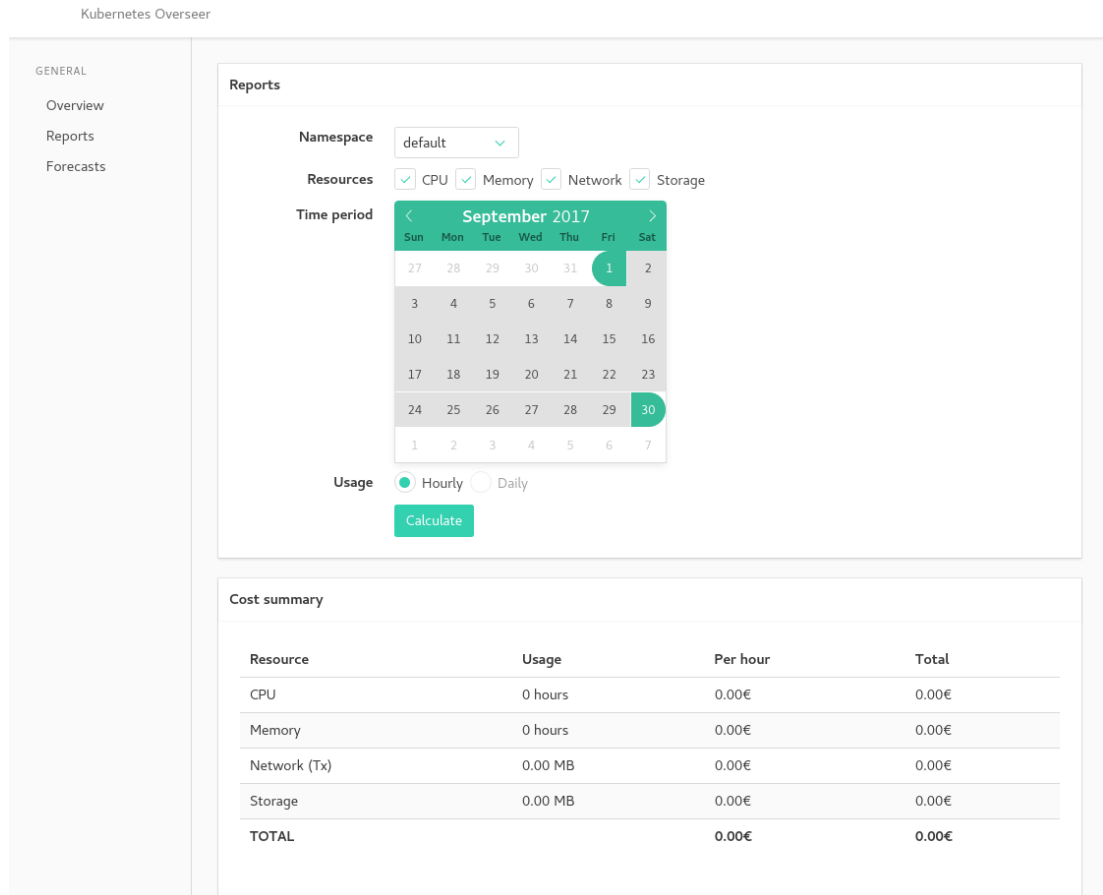 Kubernetes Overseer
GENERAL
Overview
Reports
Forecasts
Reports
Namespace default
Resources CPU Memory Network Storage
Time period September 2017
Sun Mon Tue Wed Thu Fri Sat
27 28 29 30 31 1 2
3 4 5 6 7 8 9
10 11 12 13 14 15 16
17 18 19 20 21 22 23
24 25 26 27 28 29 30
1 2 3 4 5 6 7
Usage Hourly Daily
Calculate
Cost summary
Resource Usage Per hour Total
CPU 0 hours 0.00€ 0.00€
Memory 0 hours 0.00€ 0.00€
Network (Tx) 0.00 MB 0.00€ 0.00€
Storage 0.00 MB 0.00€ 0.00€
TOTAL 0.00€ 0.00€